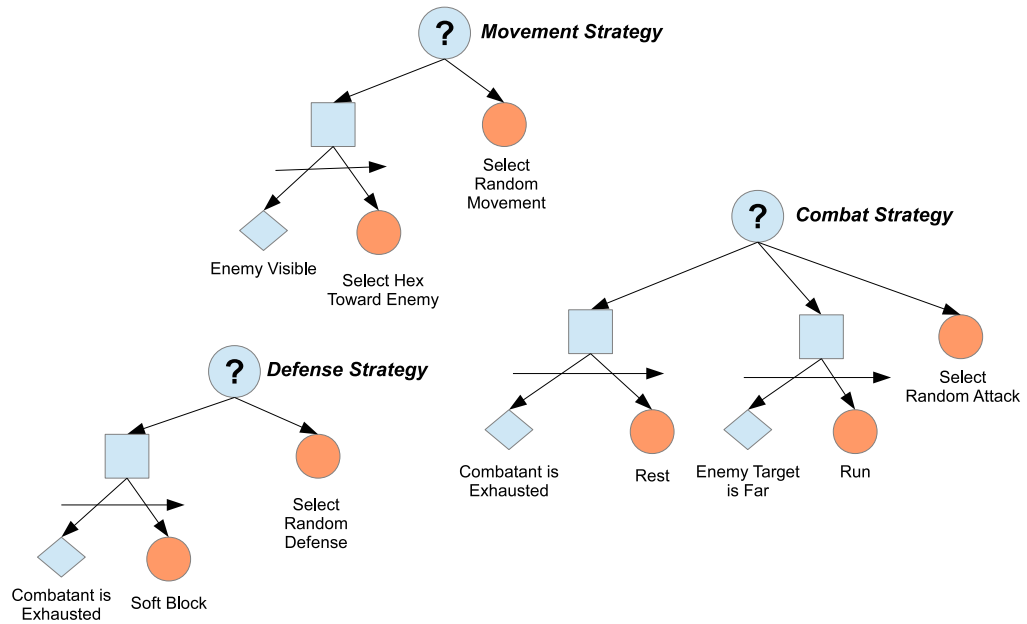 ? Movement Strategy
Select
Random
Movement
Enemy Visible
Select Hex
Toward Enemy
? Combat Strategy
Select
Random Attack
Combatant is
Exhausted
Rest
Enemy Target
is Far
Run
? Defense Strategy
Select
Random
Defense
Combatant is
Exhausted
Soft Block